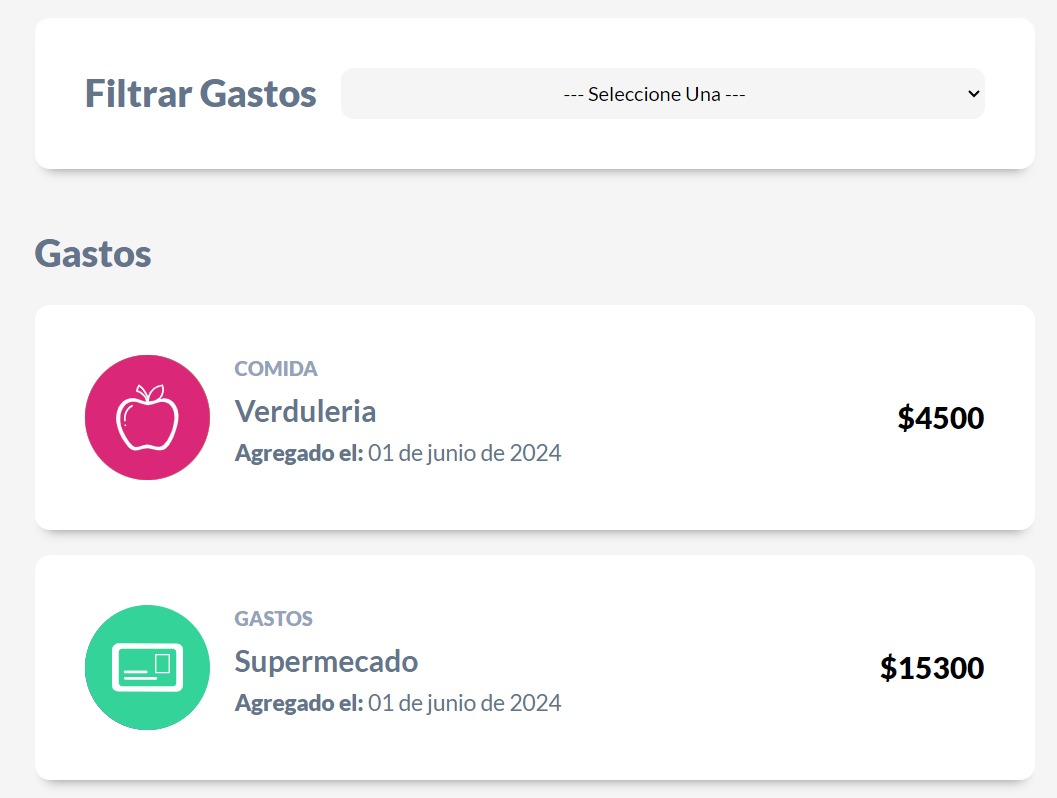 Filtrar Gastos
--- Seleccione Una ---
Gastos
COMIDA
Verduleria
Agregado el: 01 de junio de 2024
$4500
GASTOS
Supermecado
Agregado el: 01 de junio de 2024
$15300